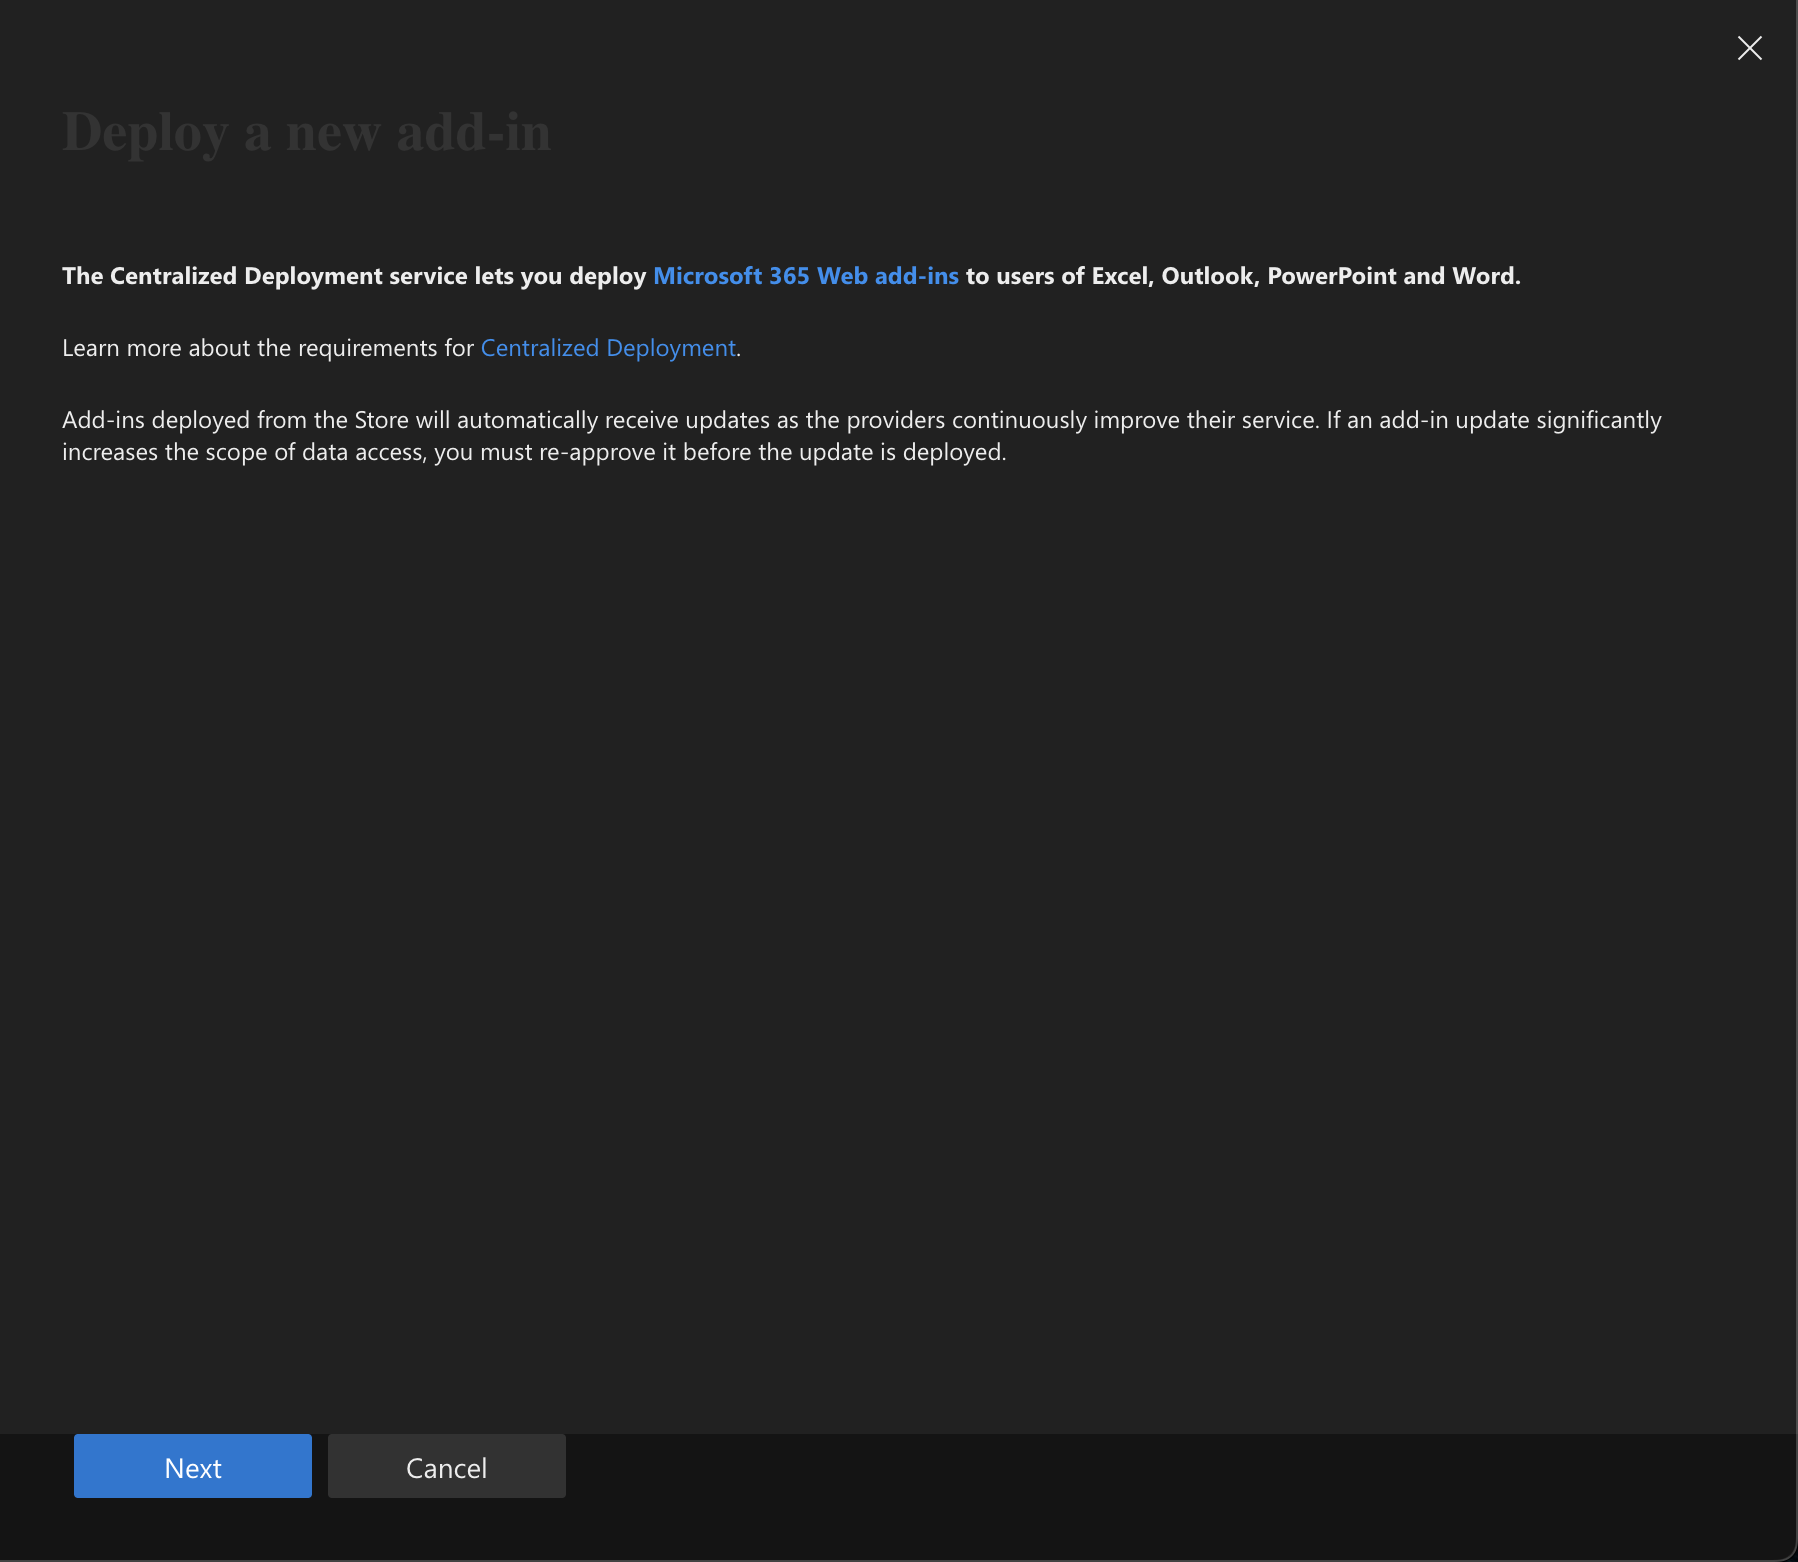 Deploy a new add-in
The Centralized Deployment service lets you deploy Microsoft 365 Web add-ins to users of Excel, Outlook, PowerPoint and Word.
Learn more about the requirements for Centralized Deployment.
Add-ins deployed from the Store will automatically receive updates as the providers continuously improve their service. If an add-in update significantly
increases the scope of data access, you must re-approve it before the update is deployed.
Next
Cancel